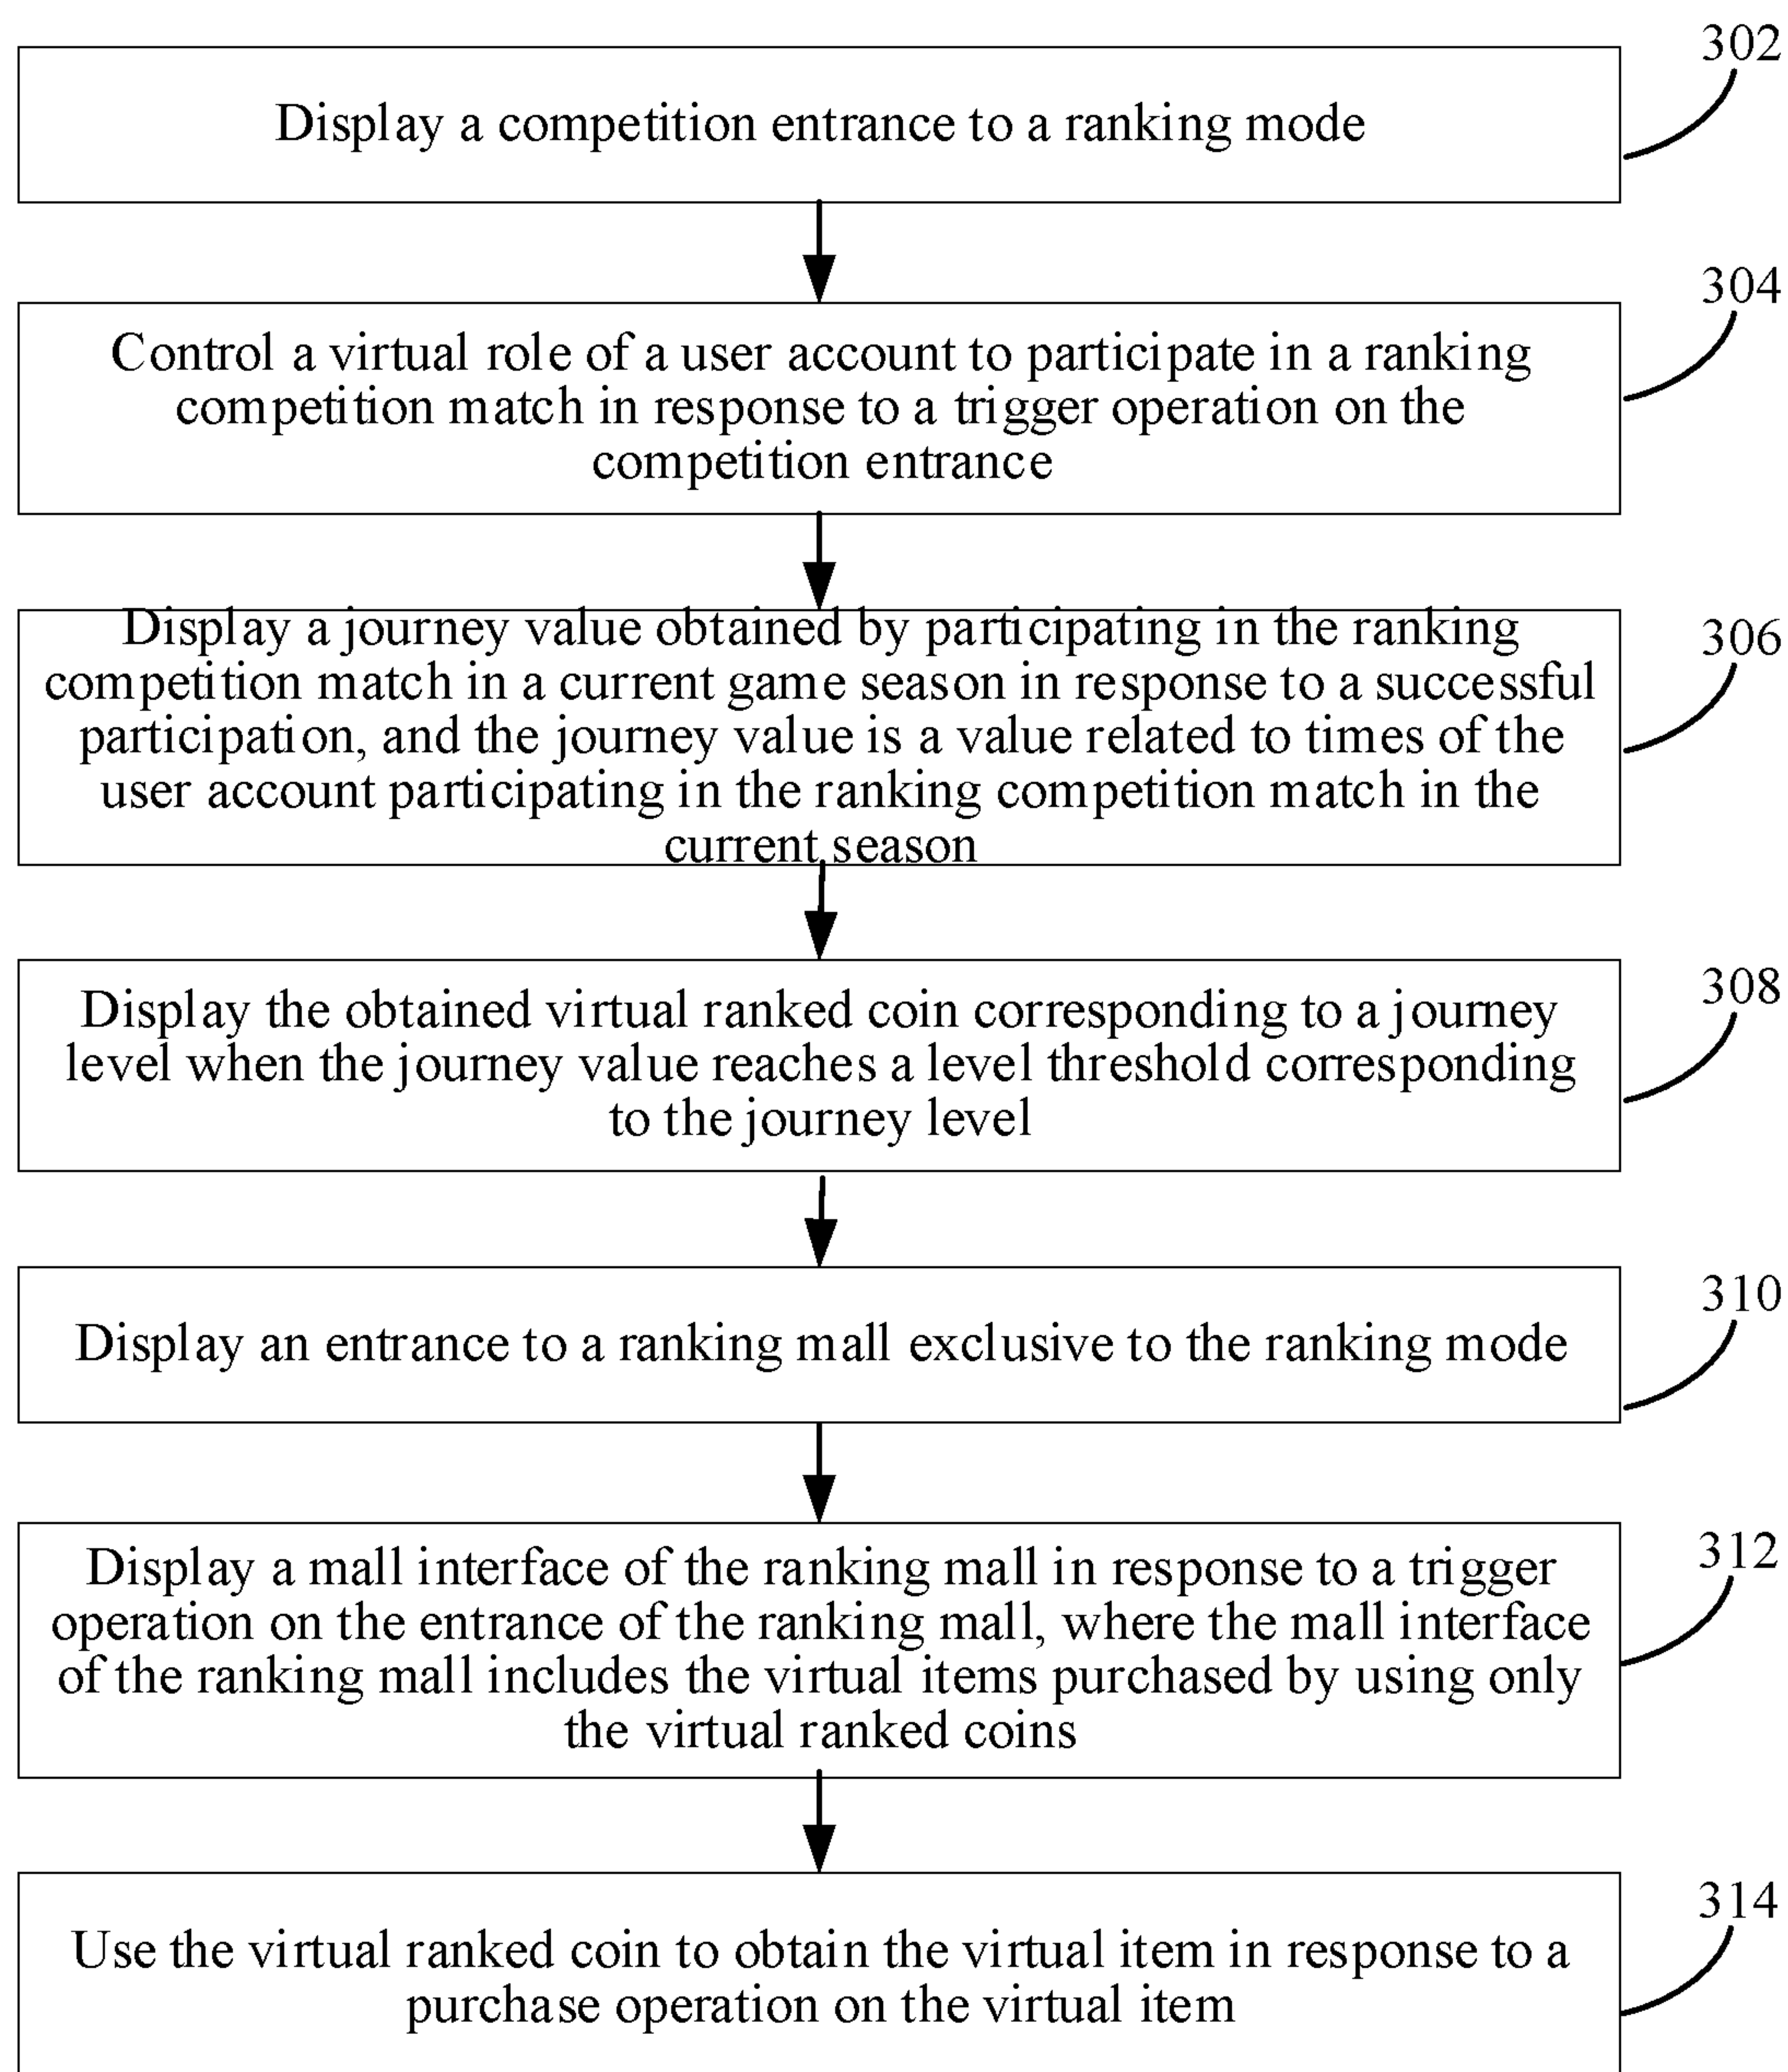 302
Display a competition entrance to a ranking mode
304
Control a virtual role of a user account to participate in a ranking
competition match in response to a trigger operation on the
competition entrance
306
Display a journey value obtained by participating in the ranking
competition match in a current game season in response to a successful
participation, and the journey value is a value related to times of the
user account participating in the ranking competition match in the
current season
308
Display the obtained virtual ranked coin corresponding to a journey
level when the journey value reaches a level threshold corresponding
to the journey level
310
Display an entrance to a ranking mall exclusive to the ranking mode
312
Display a mall interface of the ranking mall in response to a trigger
operation on the entrance of the ranking mall, where the mall interface
of the ranking mall includes the virtual items purchased by using only
the virtual ranked coins
314
Use the virtual ranked coin to obtain the virtual item in response to a
purchase operation on the virtual item